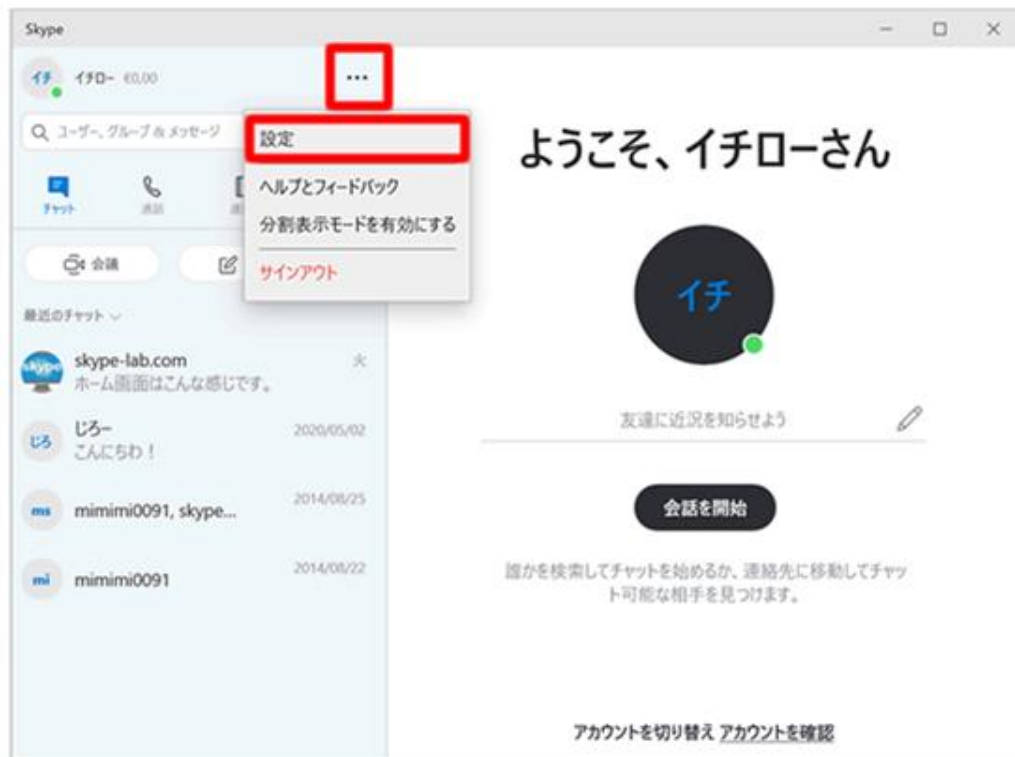 Skype
イチ イチロー €0.00
...
ユーザー、グループ & メッセージ
設定
ヘルプとフィードバック
分割表示モードを有効にする
サインアウト
チャット
通話
会議
最近のチャット
skype
skype-lab.com 火
ホーム画面はこんな感じです。
じろ じろー 2020/05/02
こんにちわ！
ms mimimi0091, skype... 2014/08/25
mi mimimi0091 2014/08/22
ようこそ、イチローさん
イチ
友達に近況を知らせよう
会話を開始
誰かを検索してチャットを始めるか、連絡先に移動してチャッ
ト可能な相手を見つけます。
アカウントを切り替え アカウントを確認